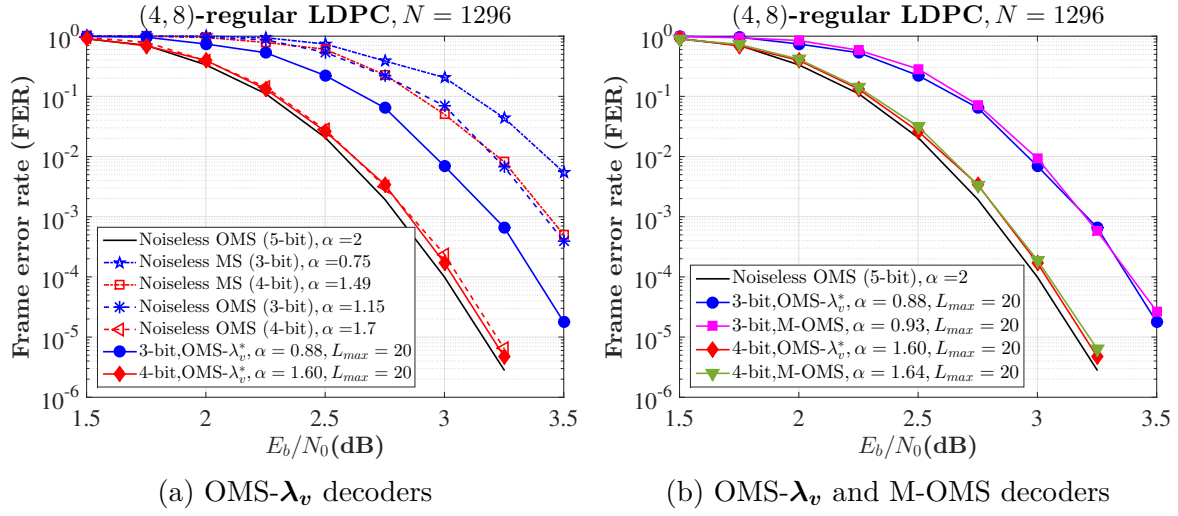 (4, 8)-regular LDPC, N = 1296
Frame error rate (FER)
10^0
10^-1
10^-2
10^-3
10^-4
10^-5
10^-6
Noiseless OMS (5-bit), α =2
Noiseless MS (3-bit), α =0.75
Noiseless MS (4-bit), α =1.49
Noiseless OMS (3-bit), α =1.15
Noiseless OMS (4-bit), α =1.7
3-bit,OMS-λ_v^*, α = 0.88, L_max = 20
4-bit,OMS-λ_v^*, α = 1.60, L_max = 20
1.5 2 2.5 3 3.5
E_b/N_0(dB)
(a) OMS-λ_v decoders
(4, 8)-regular LDPC, N = 1296
Frame error rate (FER)
10^0
10^-1
10^-2
10^-3
10^-4
10^-5
10^-6
Noiseless OMS (5-bit), α =2
3-bit,OMS-λ_v^*, α = 0.88, L_max = 20
3-bit,M-OMS, α = 0.93, L_max = 20
4-bit,OMS-λ_v^*, α = 1.60, L_max = 20
4-bit,M-OMS, α = 1.64, L_max = 20
1.5 2 2.5 3 3.5
E_b/N_0(dB)
(b) OMS-λ_v and M-OMS decoders